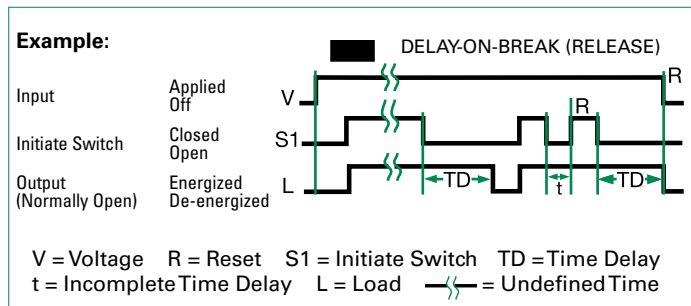 Example:
DELAY-ON-BREAK (RELEASE)
Input
Applied
Off
V
R
Initiate Switch
Closed
Open
S1
R
Output
(Normally Open)
Energized
De-energized
L
TD
t
TD
V = Voltage R = Reset S1 = Initiate Switch TD = Time Delay
t = Incomplete Time Delay L = Load = Undefined Time